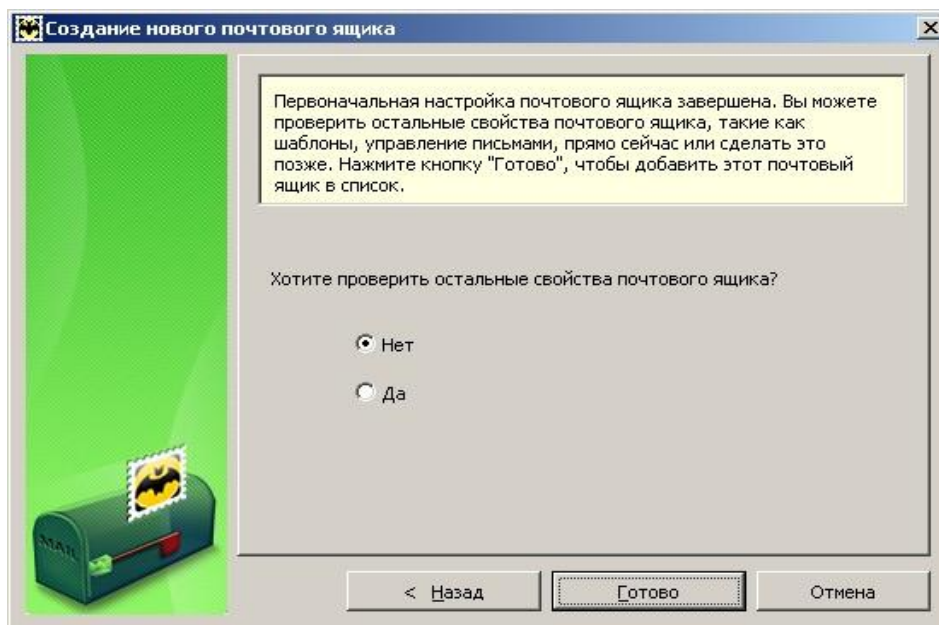 Создание нового почтового ящика
Первоначальная настройка почтового ящика завершена. Вы можете
проверить остальные свойства почтового ящика, такие как
шаблоны, управление письмами, прямо сейчас или сделать это
позже. Нажмите кнопку "Готово", чтобы добавить этот почтовый
ящик в список.
Хотите проверить остальные свойства почтового ящика?
Нет
Да
MAIL
< Назад
Готово
Отмена